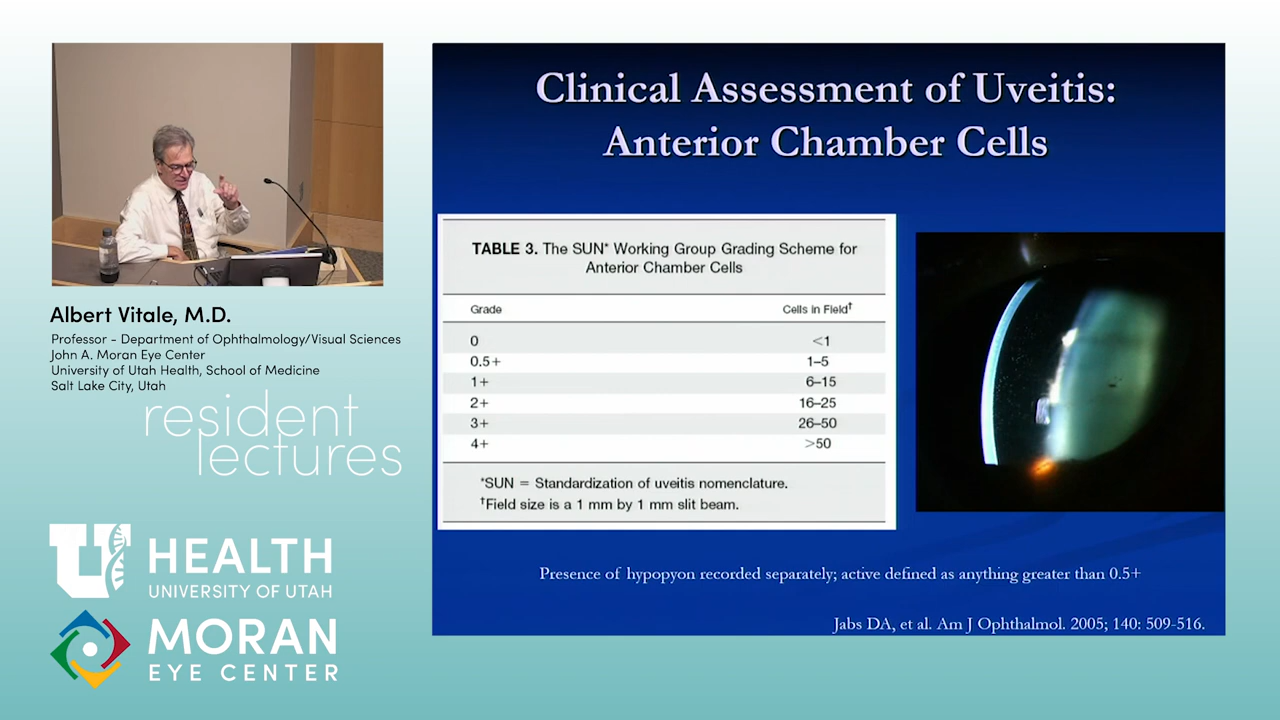 Clinical Assessment of Uveitis:
Anterior Chamber Cells
TABLE 3. The SUN* Working Group Grading Scheme for
Anterior Chamber Cells
Grade Cells in Field†
0 <1
0.5+ 1–5
1+ 6–15
2+ 16–25
3+ 26–50
4+ >50
*SUN = Standardization of uveitis nomenclature.
†Field size is a 1 mm by 1 mm slit beam.
Presence of hypopyon recorded separately; active defined as anything greater than 0.5+
Jabs DA, et al. Am J Ophthalmol. 2005; 140: 509-516.
Albert Vitale, M.D.
Professor - Department of Ophthalmology/Visual Sciences
John A. Moran Eye Center
University of Utah Health, School of Medicine
Salt Lake City, Utah
resident
lectures
U HEALTH
UNIVERSITY OF UTAH
MORAN
EYE CENTER